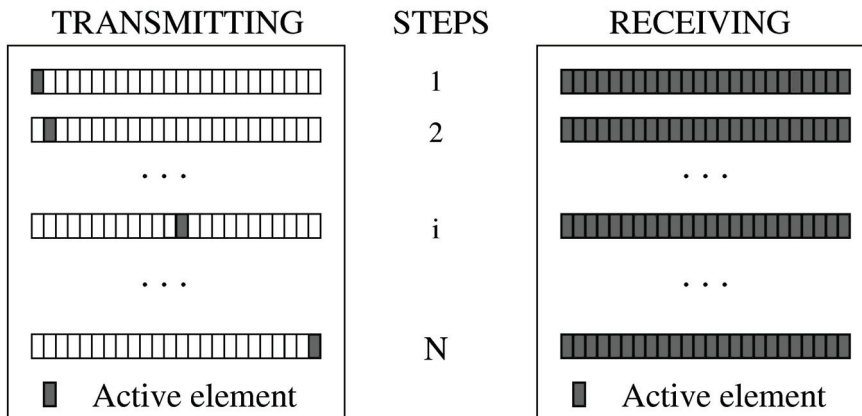 TRANSMITTING STEPS RECEIVING
1
2
. . . . . .
i
. . . . . .
N
Active element Active element